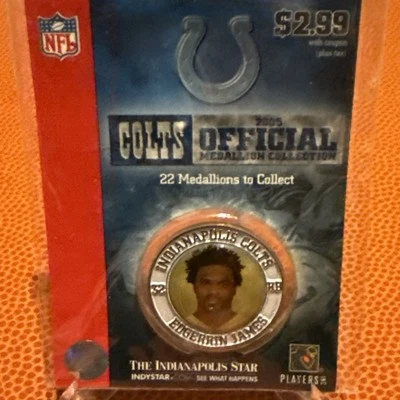 NFL
$2.99
with coupon
(plus tax)
COLTS
2005
OFFICIAL
MEDALLION COLLECTION
22 Medallions to Collect
INDIANAPOLIS COLTS
32
RB
EDGERRIN JAMES
THE INDIANAPOLIS STAR
INDYSTAR.COM SEE WHAT HAPPENS
PLAYERS INC